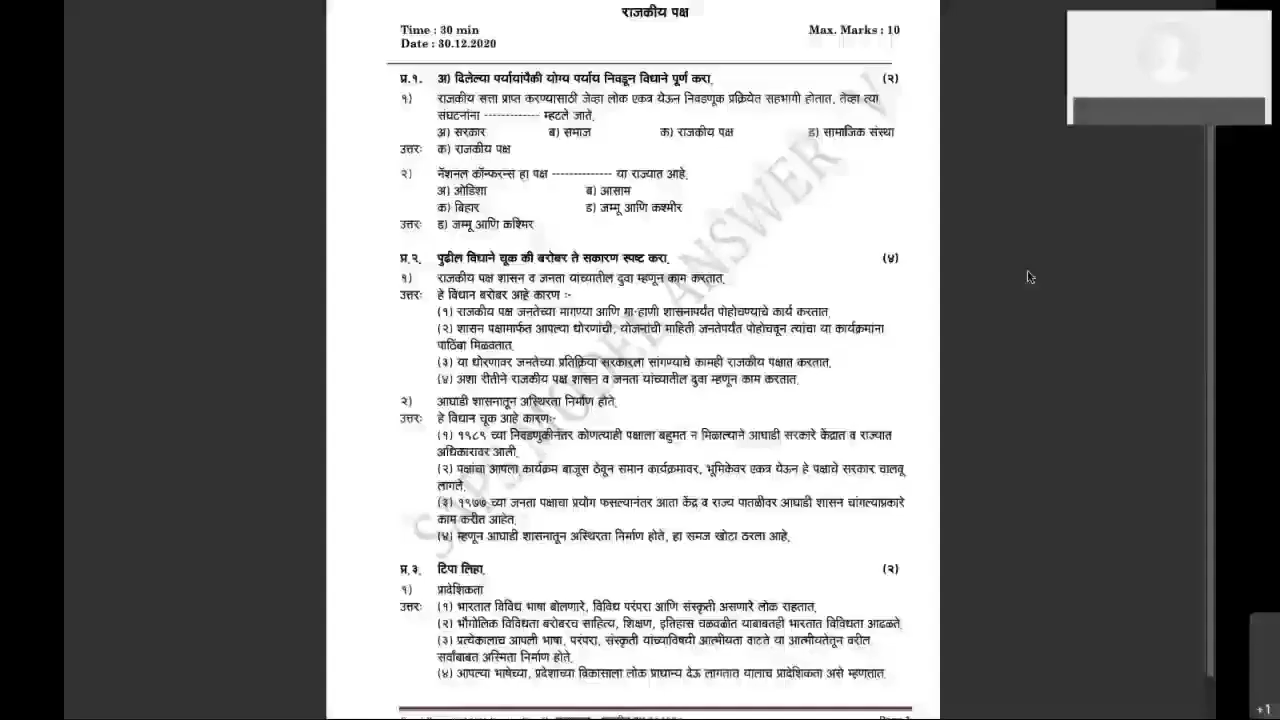 राजकीय पक्ष
Time : 30 min Max. Marks : 10
Date : 30.12.2020
प्र.१. अ) दिलेल्या पर्यायांपैकी योग्य पर्याय निवडून विधाने पूर्ण करा. (२)
१) राजकीय सत्ता प्राप्त करण्यासाठी जेव्हा लोक एकत्र येऊन निवडणूक प्रक्रियेत सहभागी होतात, तेव्हा त्या
संघटनांना ------------- म्हटले जाते.
अ) सरकार ब) समाज क) राजकीय पक्ष ड) सामाजिक संस्था
उत्तरः क) राजकीय पक्ष
२) नॅशनल कॉन्फरन्स हा पक्ष -------------- या राज्यात आहे.
अ) ओडिशा ब) आसाम
क) बिहार ड) जम्मू आणि कश्मीर
उत्तरः ड) जम्मू आणि कश्मिर
प्र.२. पुढील विधाने चूक की बरोबर ते सकारण स्पष्ट करा. (४)
१) राजकीय पक्ष शासन व जनता यांच्यातील दुवा म्हणून काम करतात.
उत्तरः हे विधान बरोबर आहे कारण :-
(१) राजकीय पक्ष जनतेच्या मागण्या आणि गाऱ्हाणी शासनापर्यंत पोहोचण्याचे कार्य करतात.
(२) शासन पक्षामार्फत आपल्या धोरणांची, योजनांची माहिती जनतेपर्यंत पोहोचवून त्यांचा या कार्यक्रमांना
पाठिंबा मिळवतात.
(३) या धोरणावर जनतेच्या प्रतिक्रिया सरकारला सांगण्याचे कामही राजकीय पक्षात करतात.
(४) अशा रीतीने राजकीय पक्ष शासन व जनता यांच्यातील दुवा म्हणून काम करतात.
२) आघाडी शासनातून अस्थिरता निर्माण होते.
उत्तरः हे विधान चूक आहे कारणः-
(१) १९८९ च्या निवडणुकीनंतर कोणत्याही पक्षाला बहुमत न मिळाल्याने आघाडी सरकारे केंद्रात व राज्यात
अधिकारावर आली.
(२) पक्षांचा आपला कार्यक्रम बाजूस ठेवून समान कार्यक्रमावर, भूमिकेवर एकत्र येऊन हे पक्षाचे सरकार चालवू
लागले.
(३) १९७७ च्या जनता पक्षाचा प्रयोग फसल्यानंतर आता केंद्र व राज्य पातळीवर आघाडी शासन चांगल्याप्रकारे
काम करीत आहेत.
(४) म्हणून आघाडी शासनातून अस्थिरता निर्माण होते, हा समज खोटा ठरला आहे.
प्र.३. टिपा लिहा. (२)
१) प्रादेशिकता
उत्तरः (१) भारतात विविध भाषा बोलणारे, विविध परंपरा आणि संस्कृती असणारे लोक राहतात.
(२) भौगोलिक विविधता बरोबरच साहित्य, शिक्षण, इतिहास चळवळीत याबाबतही भारतात विविधता आढळते.
(३) प्रत्येकालाच आपली भाषा, परंपरा, संस्कृती यांच्याविषयी आत्मीयता वाटते या आत्मीयतेतून वरील
सर्वांबाबत अस्मिता निर्माण होते.
(४) आपल्या भाषेच्या, प्रदेशाच्या विकासाला लोक प्राधान्य देऊ लागतात यालाच प्रादेशिकता असे म्हणतात.
MODEL ANSWER
+1